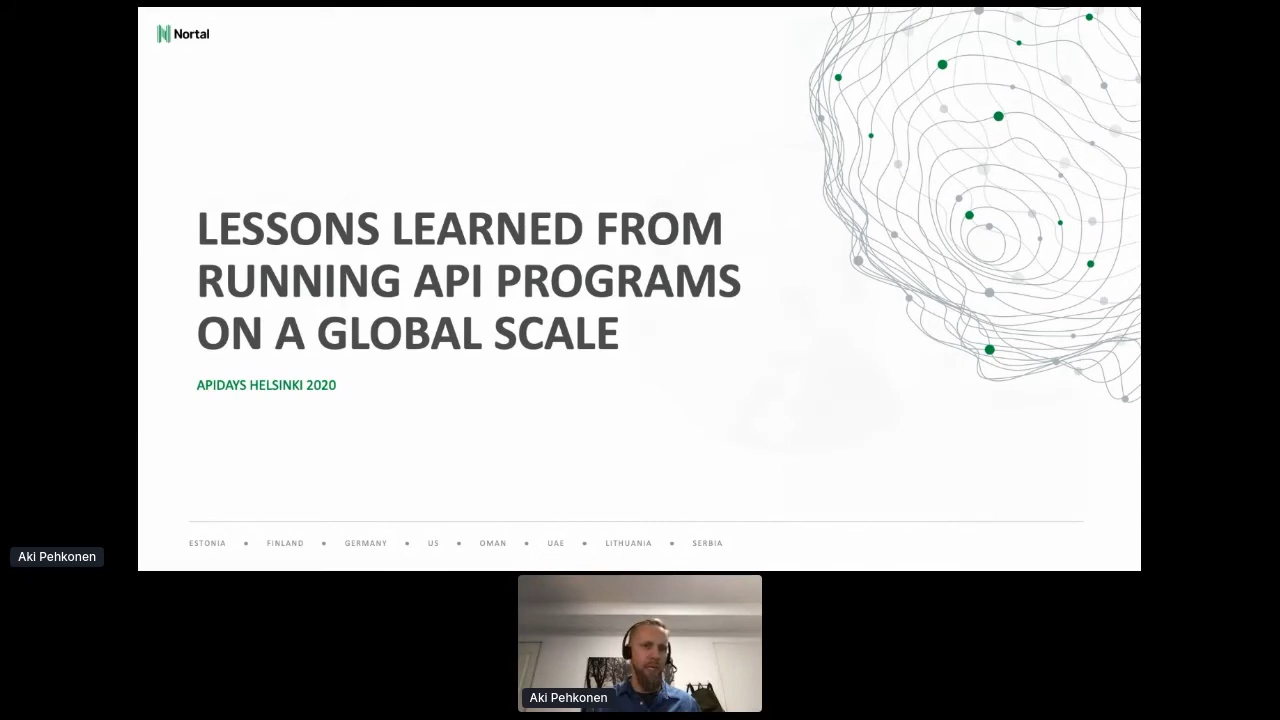 Nortal
LESSONS LEARNED FROM
RUNNING API PROGRAMS
ON A GLOBAL SCALE
APIDAYS HELSINKI 2020
ESTONIA • FINLAND • GERMANY • US • OMAN • UAE • LITHUANIA • SERBIA
Aki Pehkonen
Aki Pehkonen